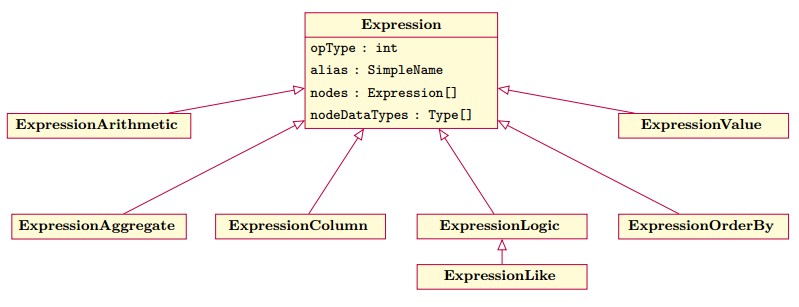 Expression
opType : int
alias : SimpleName
nodes : Expression[]
nodeDataTypes : Type[]
ExpressionArithmetic
ExpressionValue
ExpressionAggregate
ExpressionColumn
ExpressionLogic
ExpressionOrderBy
ExpressionLike